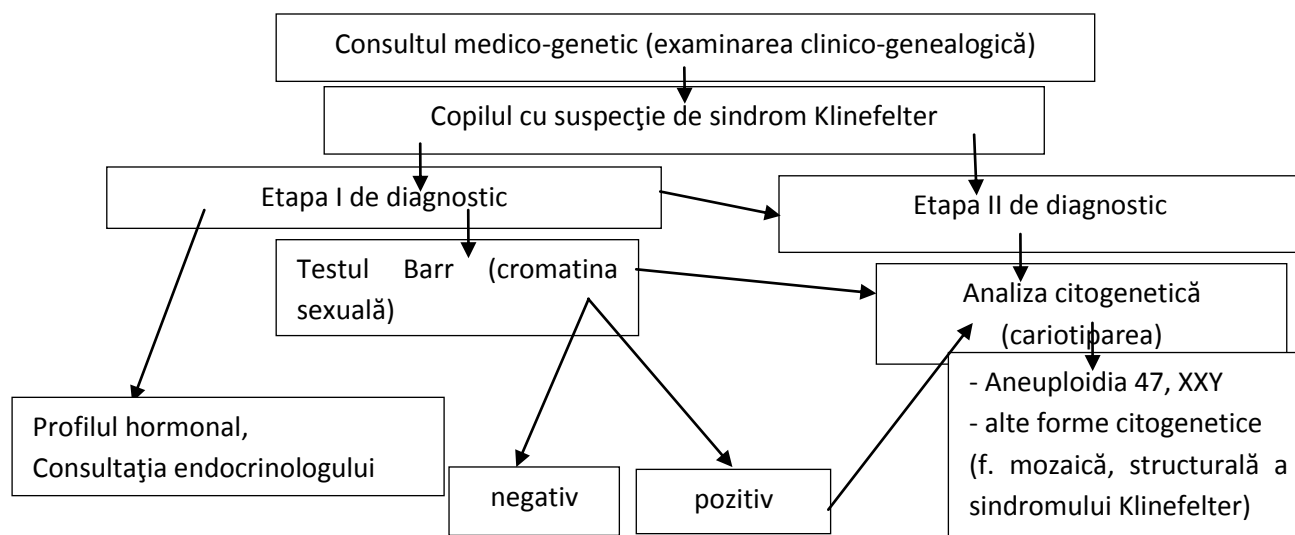 Consultul medico-genetic (examinarea clinico-genealogică)
Copilul cu suspecţie de sindrom Klinefelter
Etapa I de diagnostic
Etapa II de diagnostic
Testul Barr (cromatina
sexuală)
Analiza citogenetică
(cariotiparea)
- Aneuploidia 47, XXY
- alte forme citogenetice
(f. mozaică, structurală a
sindromului Klinefelter)
Profilul hormonal,
Consultaţia endocrinologului
negativ
pozitiv